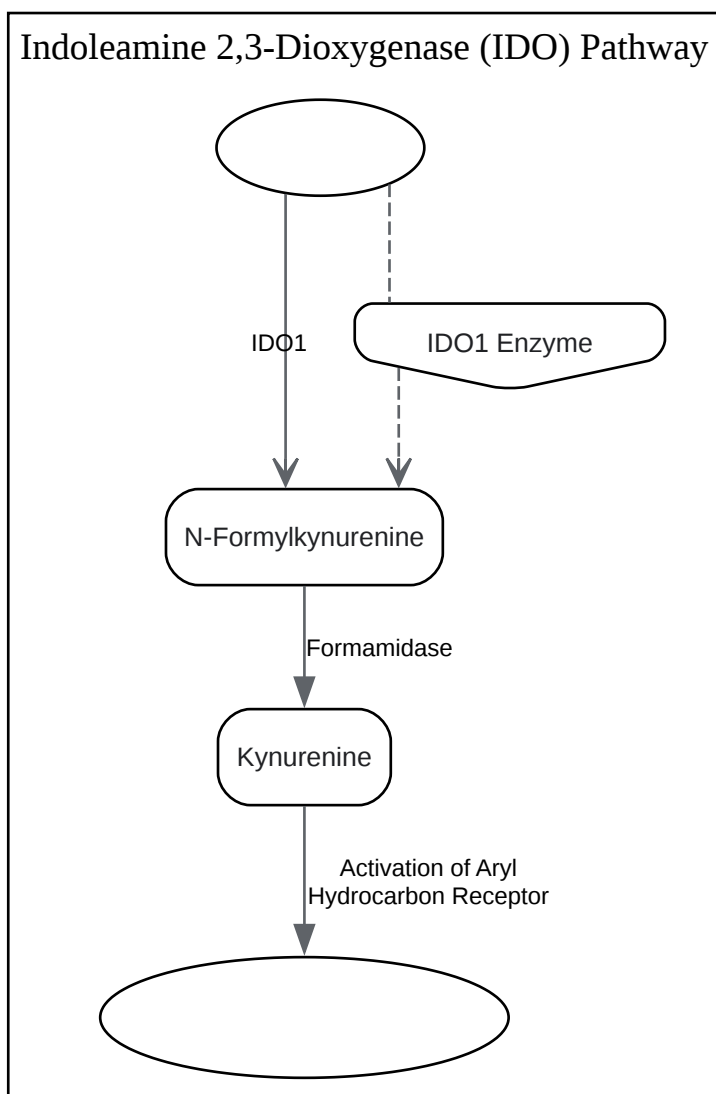 Indoleamine 2,3-Dioxygenase (IDO) Pathway
IDO1
IDO1 Enzyme
N-Formylkynurenine
Formamidase
Kynurenine
Activation of Aryl
Hydrocarbon Receptor